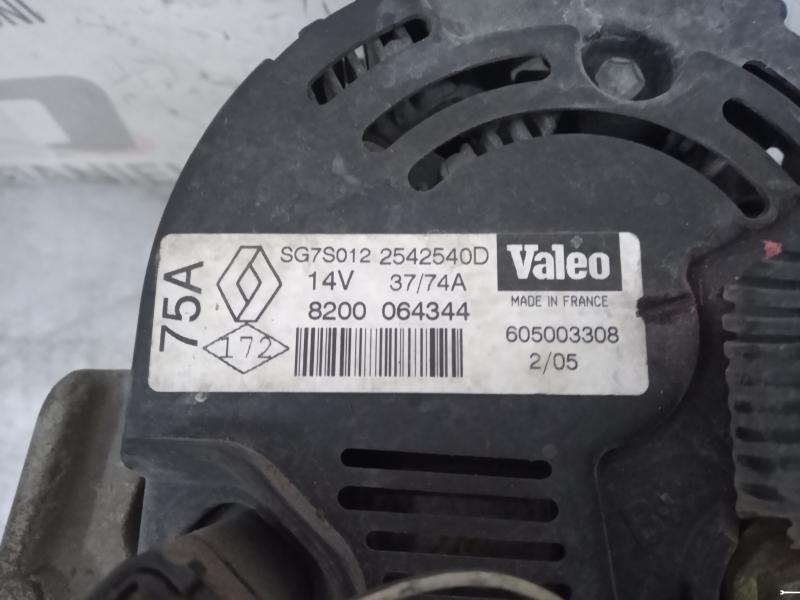 75A
SG7S012 2542540D
14V 37/74A
8200 064344
172
Valeo
MADE IN FRANCE
605003308
2/05